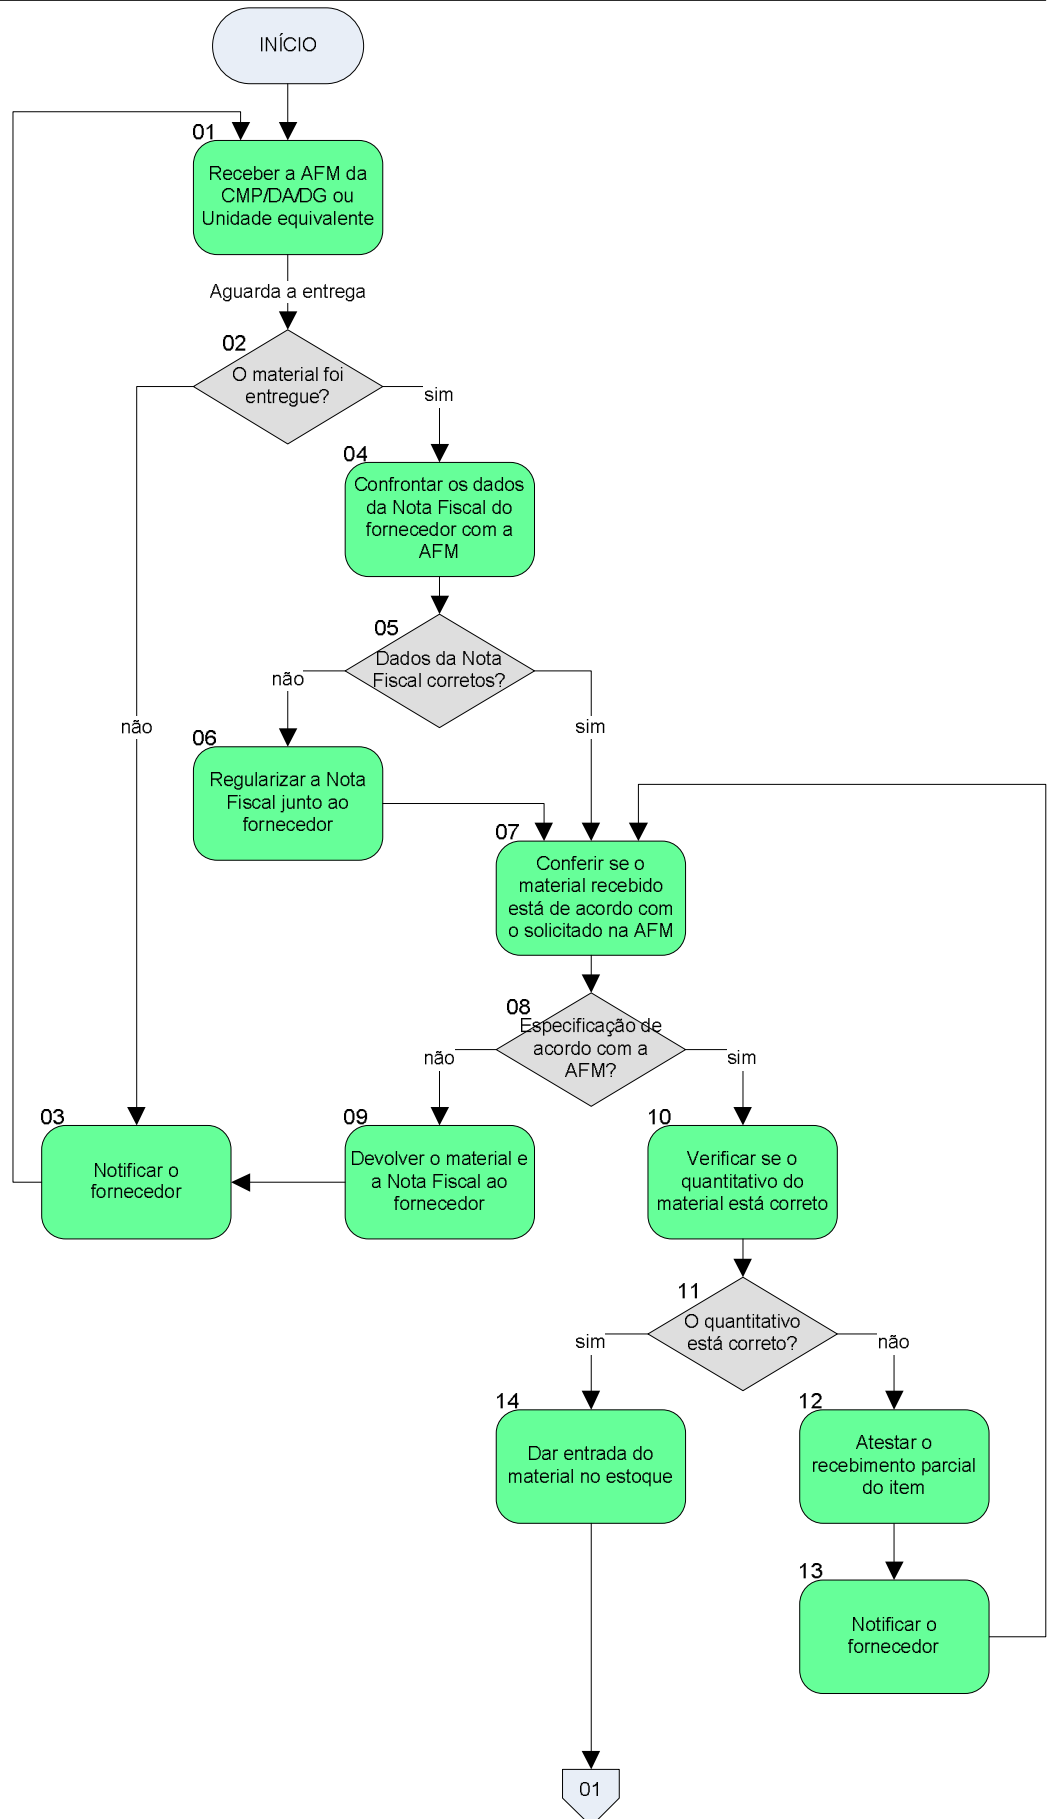 INÍCIO
01
Receber a AFM da
CMP/DA/DG ou
Unidade equivalente
Aguarda a entrega
02
O material foi
entregue?
sim
04
Confrontar os dados
da Nota Fiscal do
fornecedor com a
AFM
05
Dados da Nota
Fiscal corretos?
não
não
sim
06
Regularizar a Nota
Fiscal junto ao
fornecedor
07
Conferir se o
material recebido
está de acordo com
o solicitado na AFM
08
Especificação de
acordo com a
AFM?
não
sim
03
Notificar o
fornecedor
09
Devolver o material e
a Nota Fiscal ao
fornecedor
10
Verificar se o
quantitativo do
material está correto
11
O quantitativo
está correto?
sim
não
14
Dar entrada do
material no estoque
12
Atestar o
recebimento parcial
do item
13
Notificar o
fornecedor
01